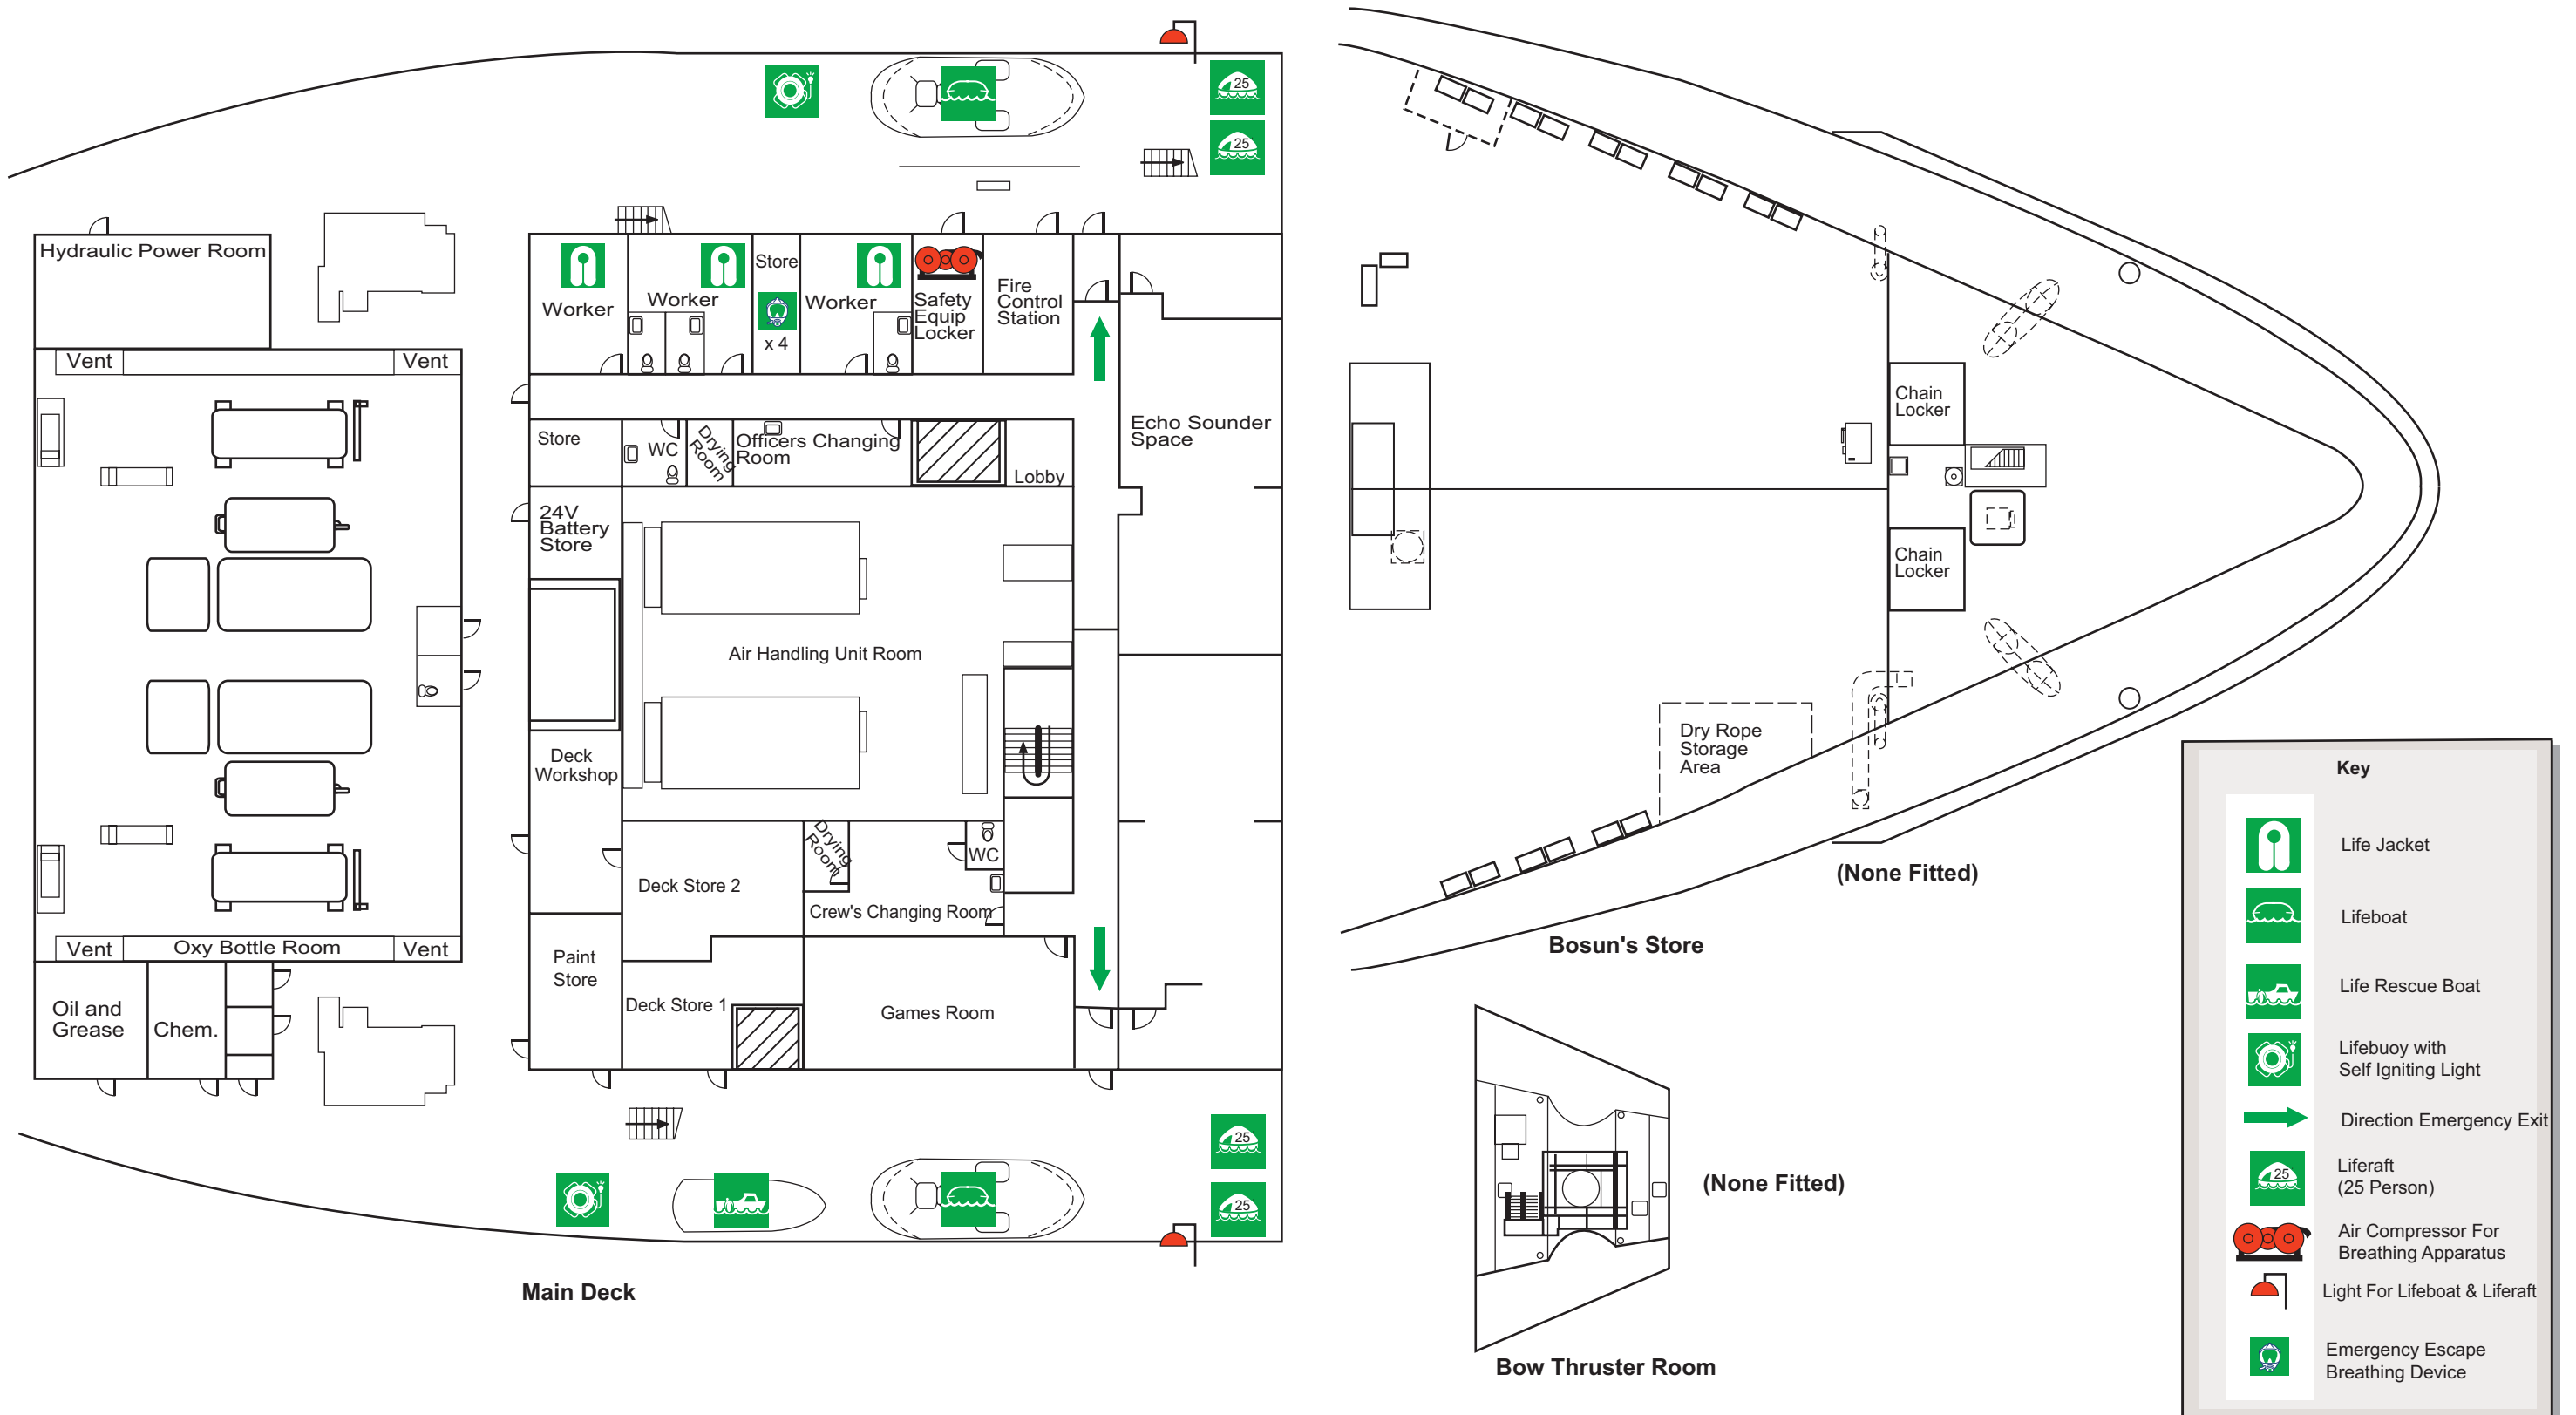 25
25
Hydraulic Power Room
Vent
Vent
Worker
Worker
Store
x 4
Worker
Safety
Equip
Locker
Fire
Control
Station
Store
WC
Drying
Room
Officers Changing
Room
Lobby
Echo Sounder
Space
24V
Battery
Store
Air Handling Unit Room
Deck
Workshop
Deck Store 2
Drying
Room
WC
Crew's Changing Room
Vent
Oxy Bottle Room
Vent
Paint
Store
Oil and
Grease
Chem.
Deck Store 1
Games Room
25
25
Main Deck
Chain
Locker
Chain
Locker
Dry Rope
Storage
Area
(None Fitted)
Bosun's Store
(None Fitted)
Bow Thruster Room
Key
Life Jacket
Lifeboat
Life Rescue Boat
Lifebuoy with
Self Igniting Light
Direction Emergency Exit
25
Liferaft
(25 Person)
Air Compressor For
Breathing Apparatus
Light For Lifeboat & Liferaft
Emergency Escape
Breathing Device